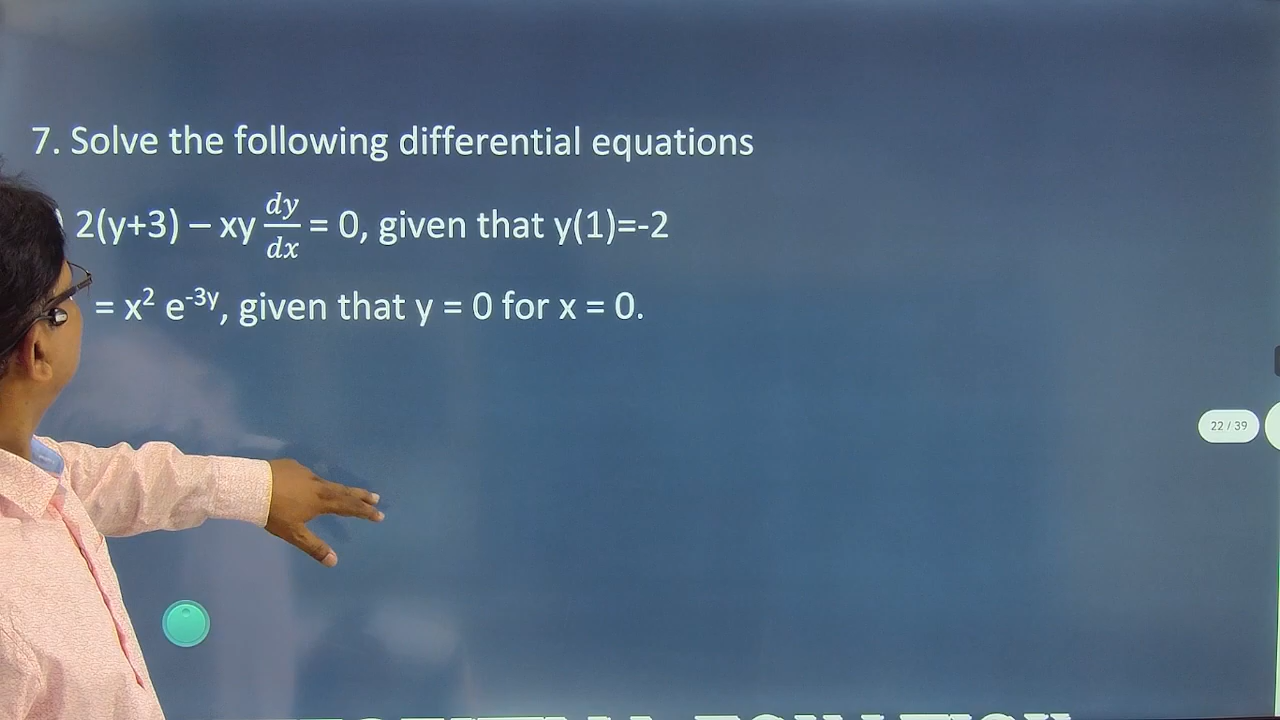 7. Solve the following differential equations
) 2(y+3) – xy dy/dx = 0, given that y(1)=-2
= x² e⁻³ʸ, given that y = 0 for x = 0.
22 / 39